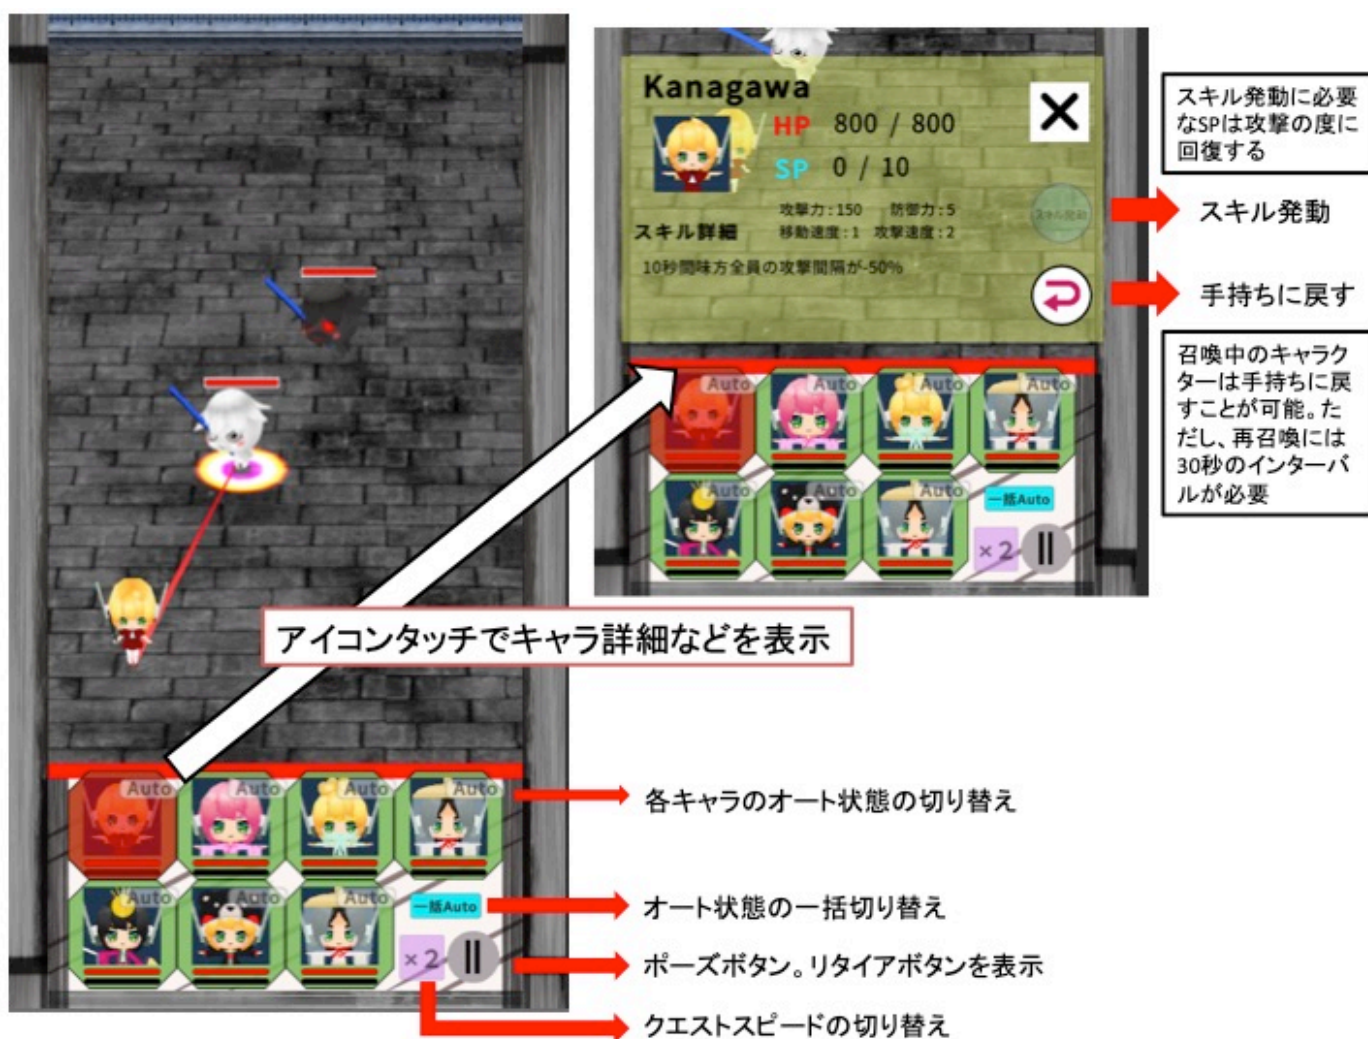 Kanagawa
HP 800 / 800
SP 0 / 10
攻撃力:150 防御力:5
スキル詳細 移動速度:1 攻撃速度:2
10秒間味方全員の攻撃間隔が-50%
スキル発動
スキル発動に必要
なSPは攻撃の度に
回復する
スキル発動
手持ちに戻す
召喚中のキャラク
ターは手持ちに戻
すことが可能。た
だし、再召喚には
30秒のインターバ
ルが必要
Auto Auto Auto Auto
Auto Auto Auto
一括Auto
×2
アイコンタッチでキャラ詳細などを表示
Auto Auto Auto Auto
各キャラのオート状態の切り替え
Auto Auto Auto
一括Auto
オート状態の一括切り替え
×2
ポーズボタン。リタイアボタンを表示
クエストスピードの切り替え